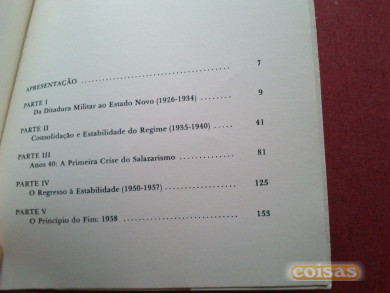 APRESENTAÇÃO 7
PARTE I
Da Ditadura Militar ao Estado Novo (1926-1934) 9
PARTE II
Consolidação e Estabilidade do Regime (1935-1940) 41
PARTE III
Anos 40: A Primeira Crise do Salazarismo 81
PARTE IV
O Regresso à Estabilidade (1950-1957) 125
PARTE V
O Princípio do Fim: 1958 153
coisas